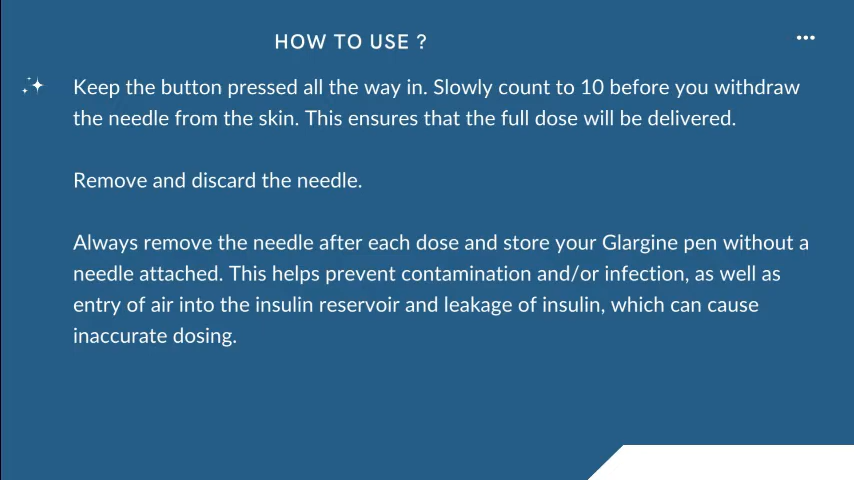 HOW TO USE ?
Keep the button pressed all the way in. Slowly count to 10 before you withdraw
the needle from the skin. This ensures that the full dose will be delivered.
Remove and discard the needle.
Always remove the needle after each dose and store your Glargine pen without a
needle attached. This helps prevent contamination and/or infection, as well as
entry of air into the insulin reservoir and leakage of insulin, which can cause
inaccurate dosing.